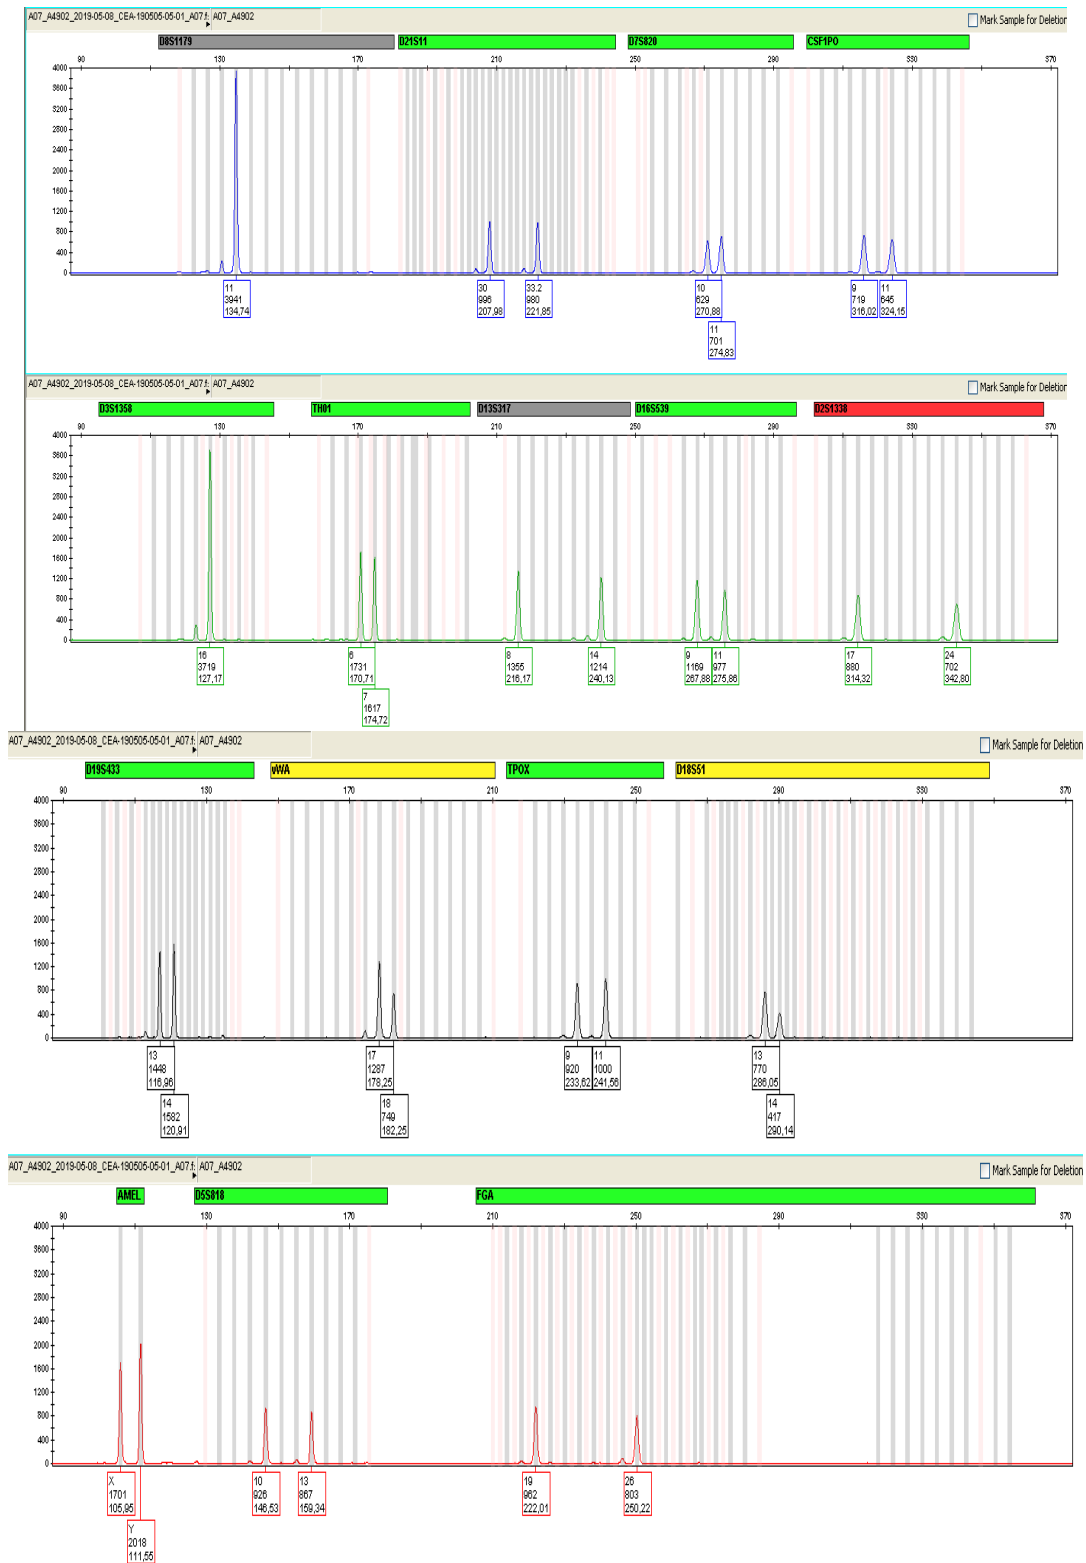 A07_A4902_2019-05-08_CEA-190505-05-01_A07.f: A07_A4902 Mark Sample for Deletion
D8S1179 D21S11 D7S820 CSF1PO
90 130 170 210 250 290 330 370
4000
3600
3200
2800
2400
2000
1600
1200
800
400
0
11 30 33.2 10 9 11
3941 996 980 629 719 645
134,74 207,98 221,85 270,88 316,02 324,15
11
701
274,83
A07_A4902_2019-05-08_CEA-190505-05-01_A07.f: A07_A4902 Mark Sample for Deletion
D3S1358 TH01 D13S317 D16S539 D2S1338
90 130 170 210 250 290 330 370
4000
3600
3200
2800
2400
2000
1600
1200
800
400
0
16 6 8 14 9 11 17 24
3719 1731 1355 1214 1169 977 880 702
127,17 170,71 216,17 240,13 267,88 275,86 314,32 342,80
7
1617
174,72
A07_A4902_2019-05-08_CEA-190505-05-01_A07.f: A07_A4902 Mark Sample for Deletion
D19S433 vWA TPOX D18S51
90 130 170 210 250 290 330 370
4000
3600
3200
2800
2400
2000
1600
1200
800
400
0
13 17 9 11 13
1448 1287 920 1000 770
116,96 178,25 233,62 241,56 286,05
14 18 14
1582 749 417
120,91 182,25 290,14
A07_A4902_2019-05-08_CEA-190505-05-01_A07.f: A07_A4902 Mark Sample for Deletion
AMEL D5S818 FGA
90 130 170 210 250 290 330 370
4000
3600
3200
2800
2400
2000
1600
1200
800
400
0
X 10 13 19 26
1701 926 867 962 803
105,95 146,53 159,34 222,01 250,22
Y
2018
111,55